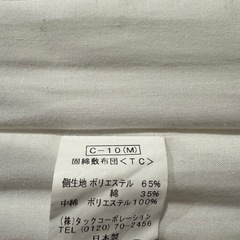 C-10(M)
固綿敷布団<TC>
側生地 ポリエステル 65%
綿 35%
中綿 ポリエステル100%
(株)タックコーポレーション
TEL(0120)70-2456
日本製